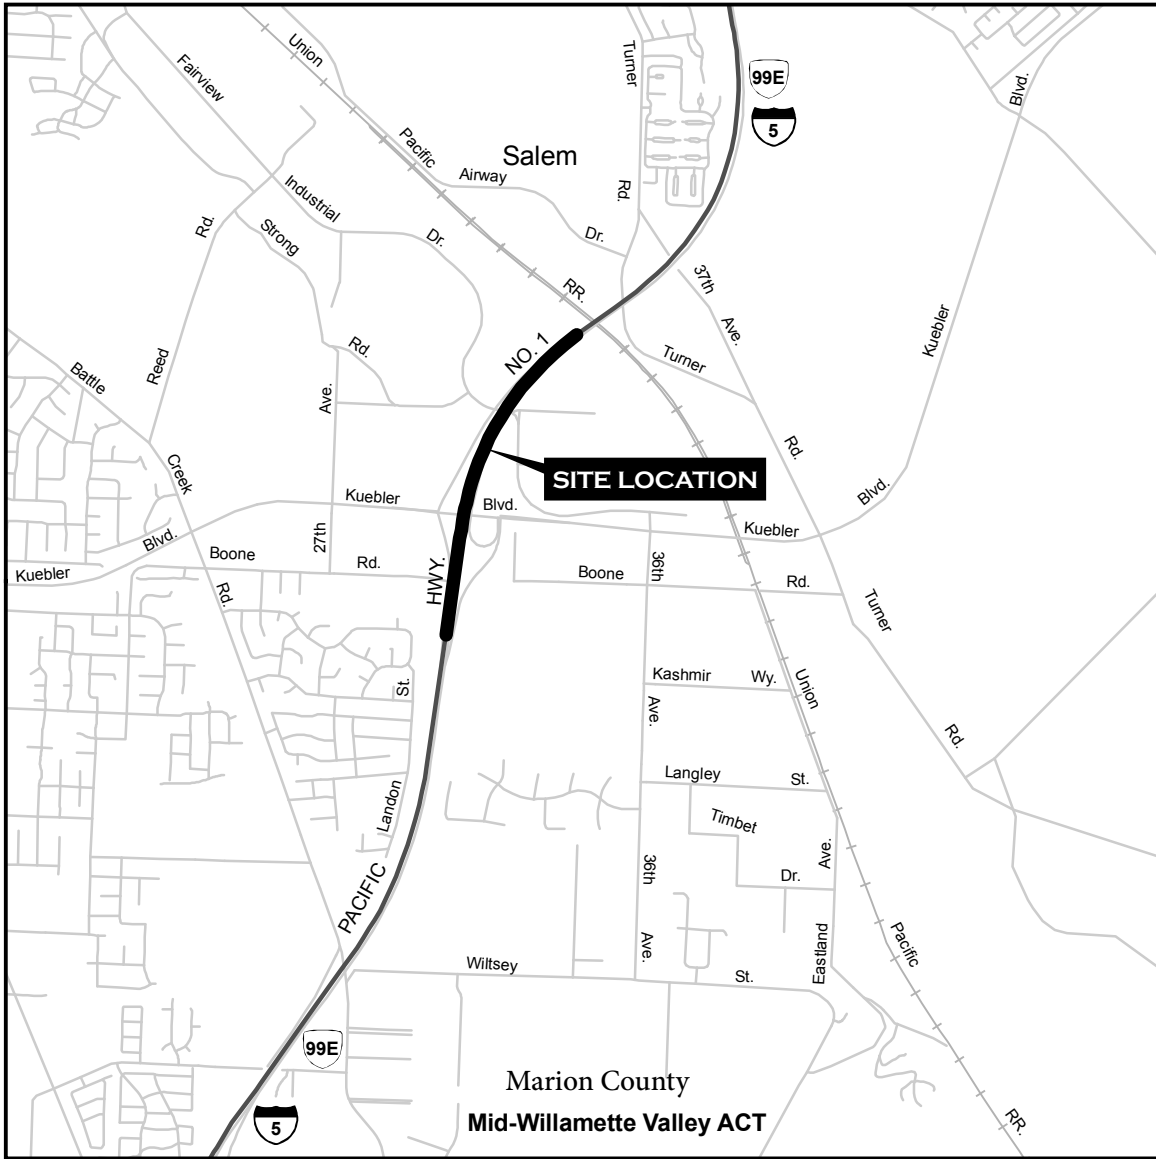 Union
Turner
99E
Fairview
Blvd.
5
Pacific
Salem
Airway
Rd.
Industrial
Rd.
Strong
Dr.
Dr.
37th
RR.
Ave.
Kuebler
NO. 1
Rd.
Turner
Reed
Battle
Ave.
Rd.
Creek
SITE LOCATION
Kuebler
Blvd.
Blvd.
Kuebler
Blvd.
27th
Boone
Rd.
36th
Kuebler
HWY.
Boone
Rd.
Rd.
Turner
St.
Kashmir
Wy.
Union
Ave.
Rd.
Langley
St.
Landon
Timbet
Ave.
36th
Dr.
PACIFIC
Pacific
Ave.
Eastland
Wiltsey
St.
99E
Marion County
5
Mid-Willamette Valley ACT
RR.